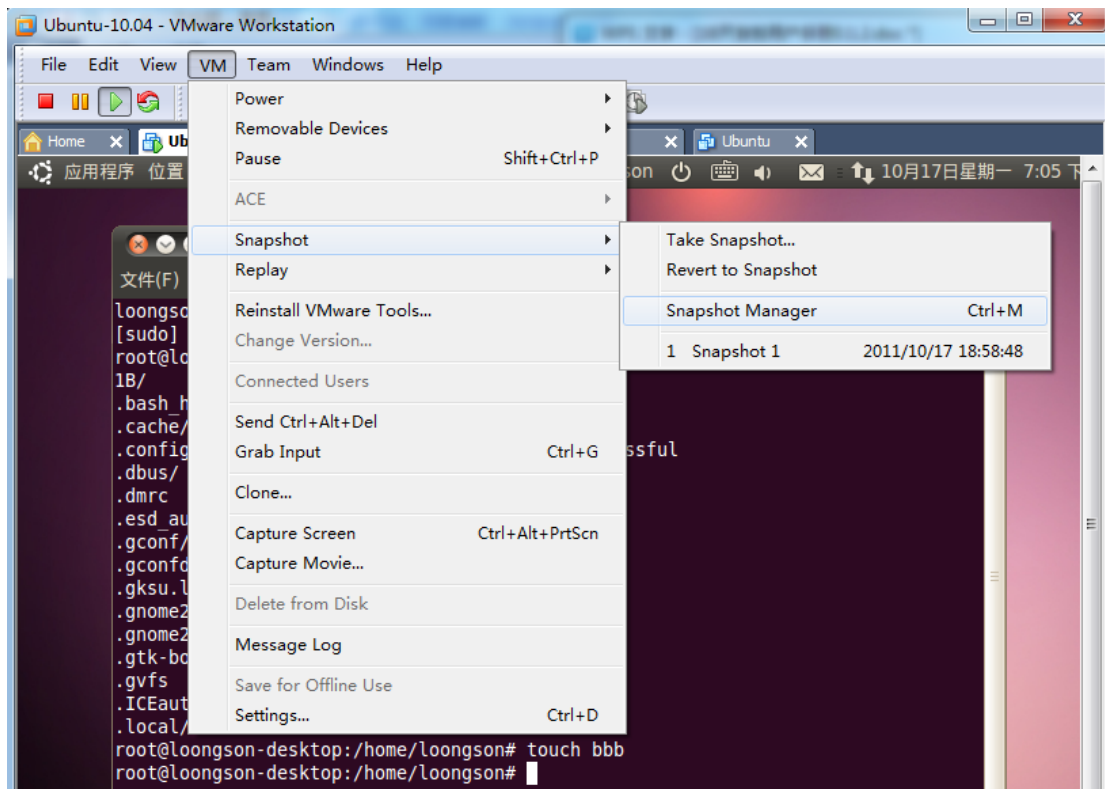 Ubuntu-10.04 - VMware Workstation
File Edit View VM Team Windows Help
Home Ub Ubuntu
应用程序 位置 son 10月17日星期一 7:05 下
Power
Removable Devices
Pause Shift+Ctrl+P
ACE
Snapshot
Replay
Reinstall VMware Tools...
Change Version...
Connected Users
Send Ctrl+Alt+Del
Grab Input Ctrl+G
Clone...
Capture Screen Ctrl+Alt+PrtScn
Capture Movie...
Delete from Disk
Message Log
Save for Offline Use
Settings... Ctrl+D
Take Snapshot...
Revert to Snapshot
Snapshot Manager Ctrl+M
1 Snapshot 1 2011/10/17 18:58:48
文件(F)
loongso
[sudo]
root@lo
1B/
.bash_h
.cache/
.config ssful
.dbus/
.dmrc
.esd_au
.gconf/
.gconfd
.gksu.l
.gnome2
.gnome2
.gtk-bo
.gvfs
.ICEaut
.local/
root@loongson-desktop:/home/loongson# touch bbb
root@loongson-desktop:/home/loongson#